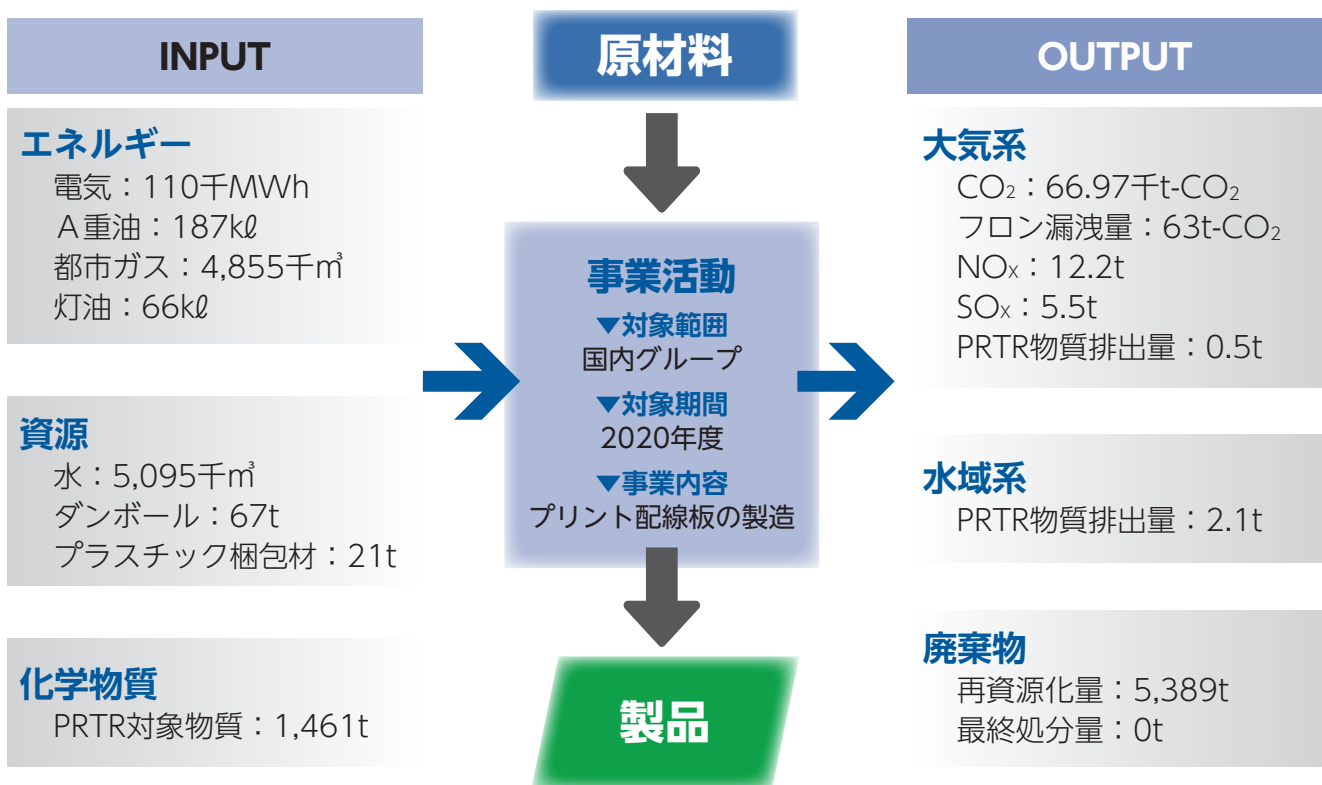 INPUT
エネルギー
電気：110千MWh
A重油：187kℓ
都市ガス：4,855千㎥
灯油：66kℓ
資源
水：5,095千㎥
ダンボール：67t
プラスチック梱包材：21t
化学物質
PRTR対象物質：1,461t
原材料
事業活動
▼対象範囲
国内グループ
▼対象期間
2020年度
▼事業内容
プリント配線板の製造
製品
OUTPUT
大気系
CO₂：66.97千t-CO₂
フロン漏洩量：63t-CO₂
NOx：12.2t
SOx：5.5t
PRTR物質排出量：0.5t
水域系
PRTR物質排出量：2.1t
廃棄物
再資源化量：5,389t
最終処分量：0t